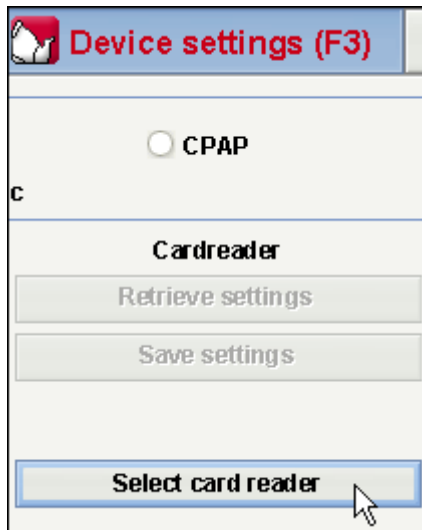 Device settings (F3)
CPAP
c
Cardreader
Retrieve settings
Save settings
Select card reader